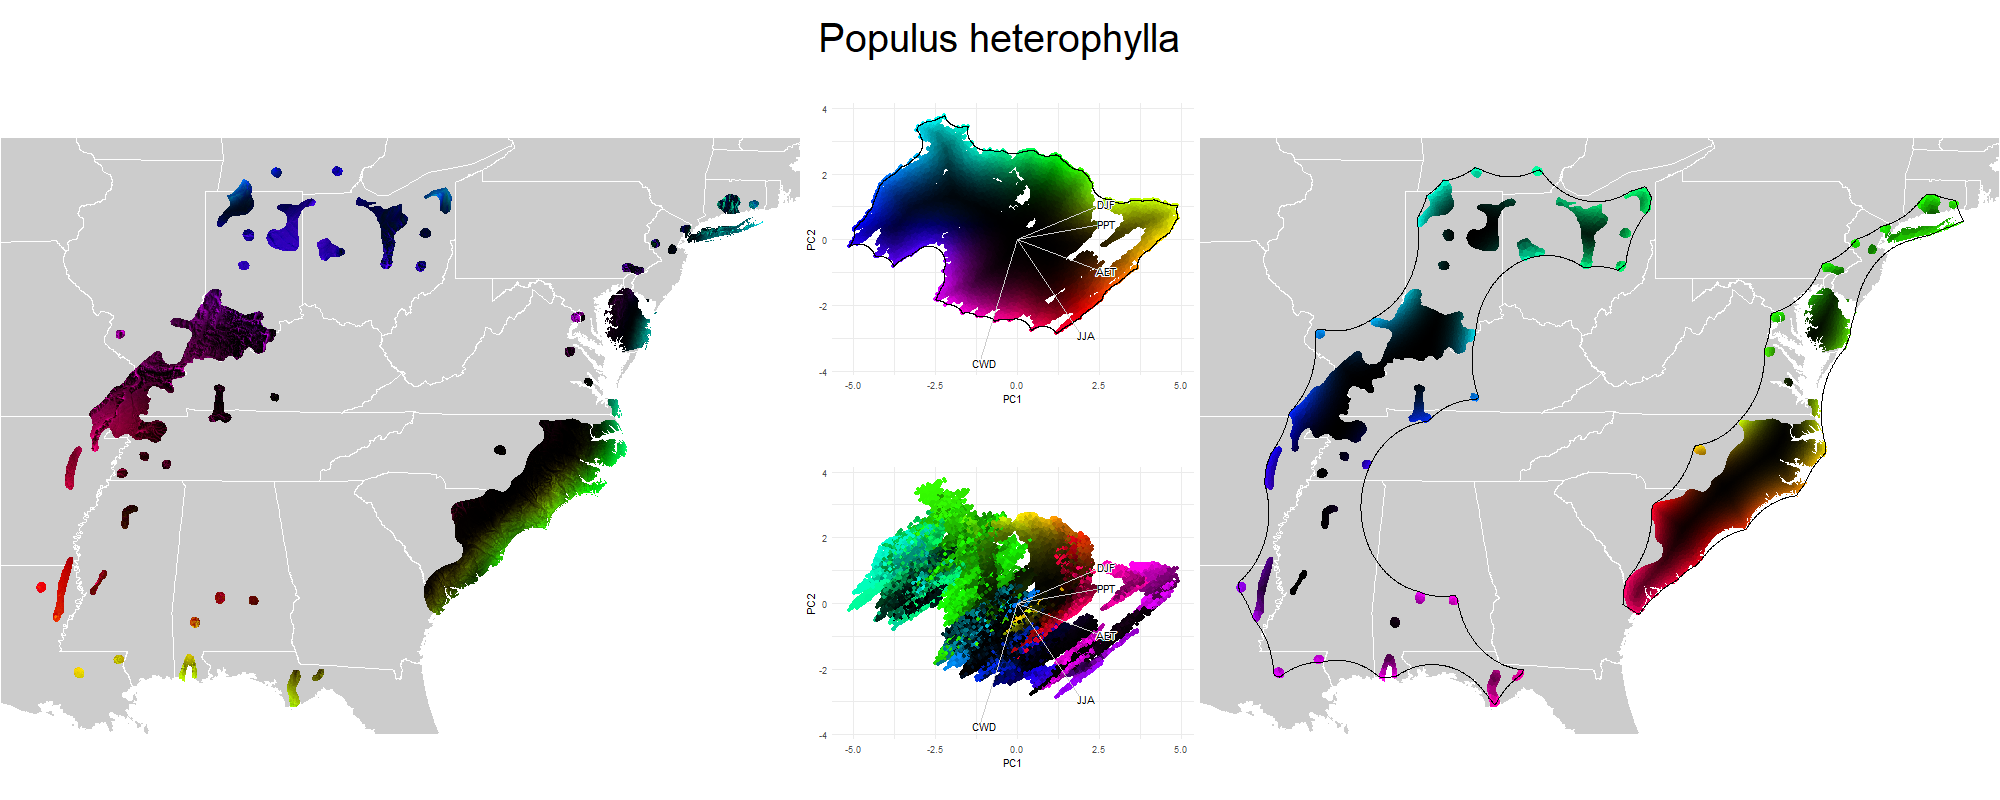 Populus heterophylla
4
2
0
-2
-4
PC2
DJF
PPT
AET
JJA
CWD
-5.0 -2.5 0.0 2.5 5.0
PC1
4
2
0
-2
-4
PC2
DJF
PPT
AET
JJA
CWD
-5.0 -2.5 0.0 2.5 5.0
PC1